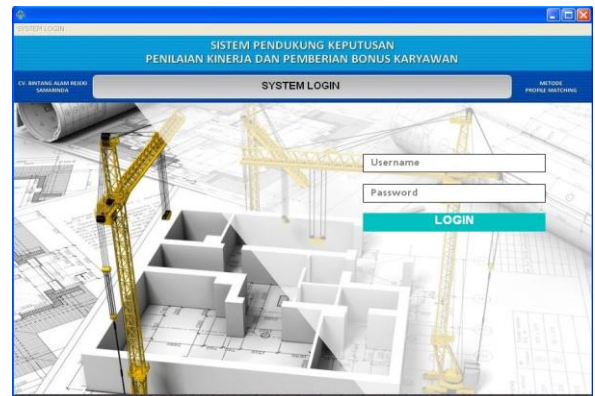 SYSTEM LOGIN
SISTEM PENDUKUNG KEPUTUSAN
PENILAIAN KINERJA DAN PEMBERIAN BONUS KARYAWAN
CV. BINTANG ALAM REJEKI
SAMARINDA
SYSTEM LOGIN
METODE
PROFILE MATCHING
Username
Password
LOGIN